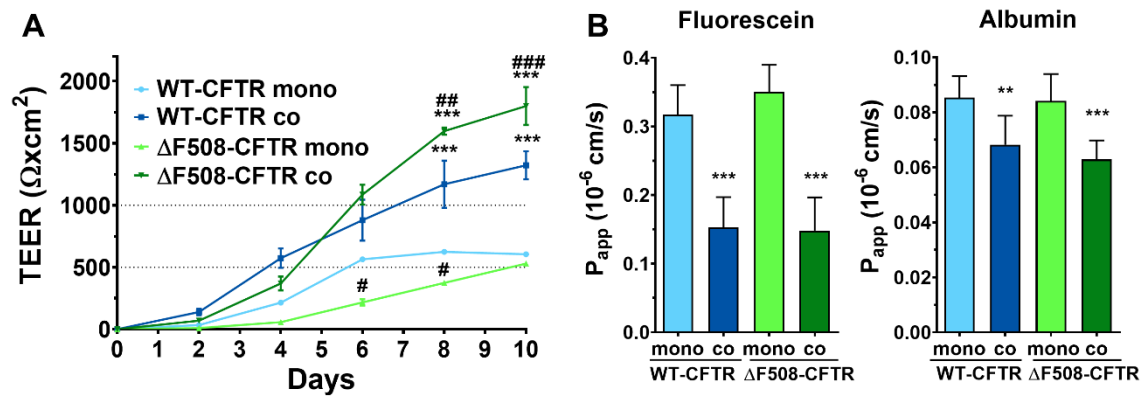 A
TEER (Ωxcm²)
2000
1500
1000
500
0
WT-CFTR mono
WT-CFTR co
ΔF508-CFTR mono
ΔF508-CFTR co
#
#
##
***
***
###
***
***
0 1 2 3 4 5 6 7 8 9 10
Days
B
Fluorescein
Papp (10⁻⁶ cm/s)
0.4
0.3
0.2
0.1
0.0
***
***
mono co mono co
WT-CFTR ΔF508-CFTR
Albumin
Papp (10⁻⁶ cm/s)
0.10
0.08
0.06
0.04
0.02
0.00
**
***
mono co mono co
WT-CFTR ΔF508-CFTR